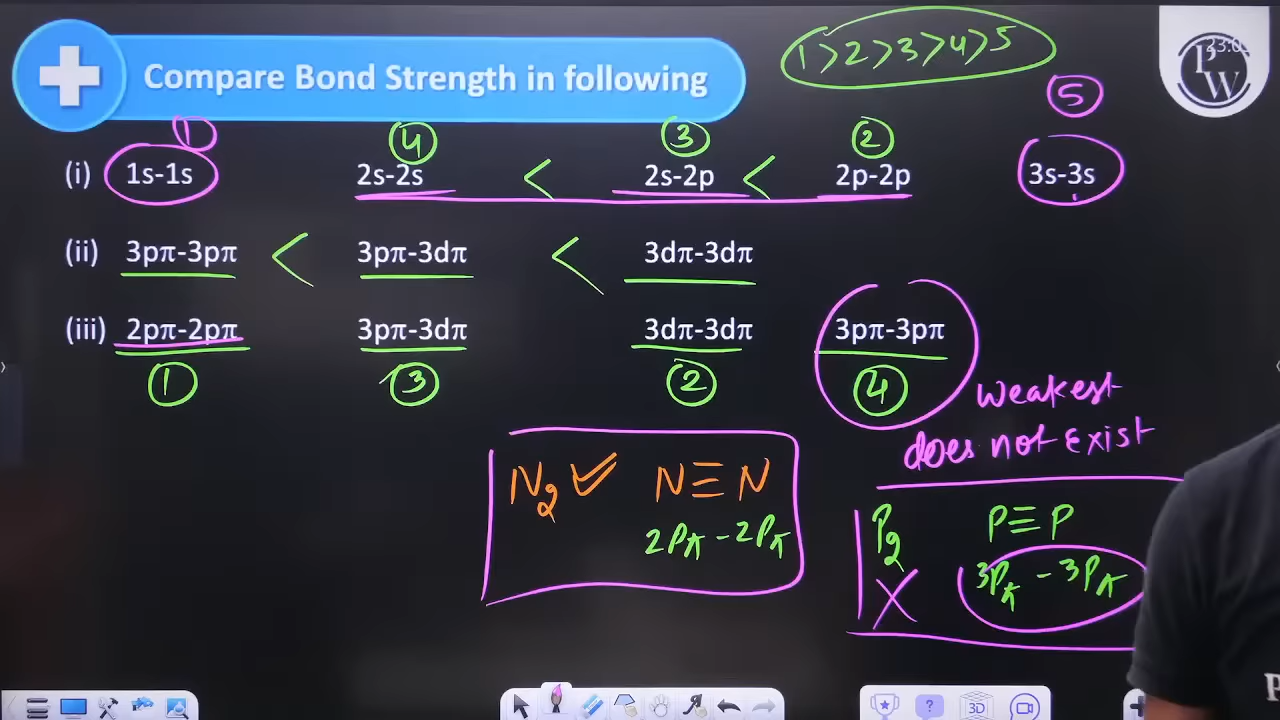 1>2>3>4>5
Compare Bond Strength in following
PW
① ④ ③ ② ⑤
(i) 1s-1s 2s-2s < 2s-2p < 2p-2p 3s-3s
(ii) 3pπ-3pπ < 3pπ-3dπ < 3dπ-3dπ
(iii) 2pπ-2pπ 3pπ-3dπ 3dπ-3dπ 3pπ-3pπ
① ③ ② ④
weakest
does not Exist
N₂ ✓ N≡N
2Pπ - 2Pπ
P₂ P≡P
X 3Pπ - 3Pπ
3D